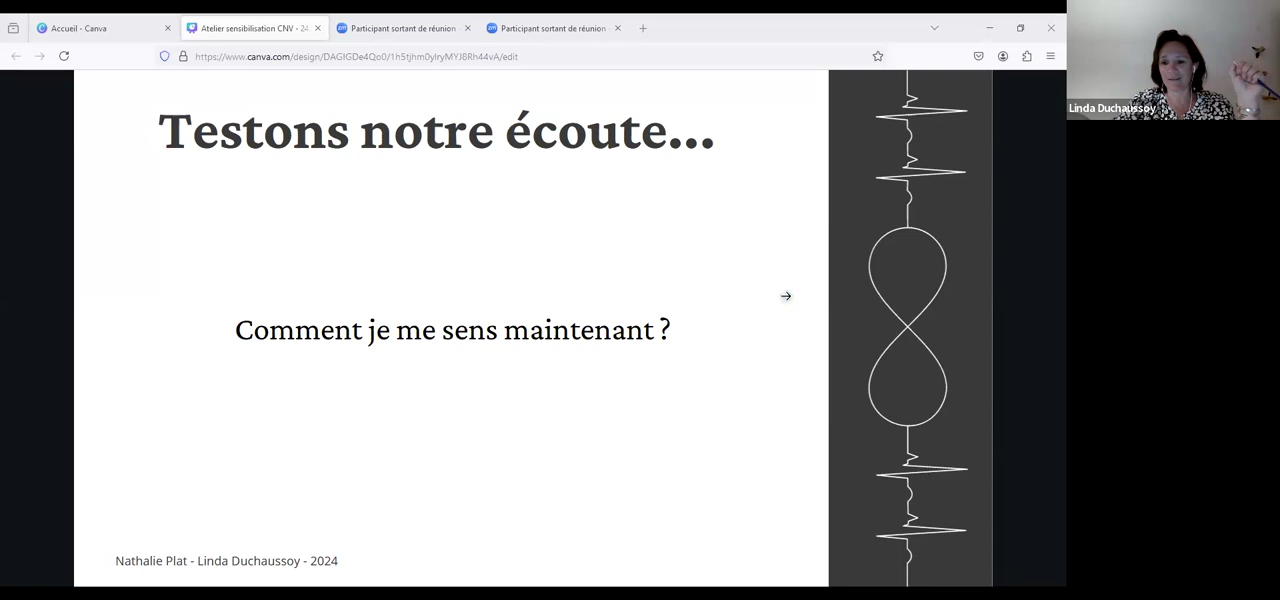 Accueil - Canva
Atelier sensibilisation CNV - 24
Participant sortant de réunion
Participant sortant de réunion
https://www.canva.com/design/DAGIGDe4Qo0/1h5tjhm0ylryMYJ8Rh44vA/edit
Linda Duchaussoy
Testons notre écoute...
Comment je me sens maintenant ?
Nathalie Plat - Linda Duchaussoy - 2024